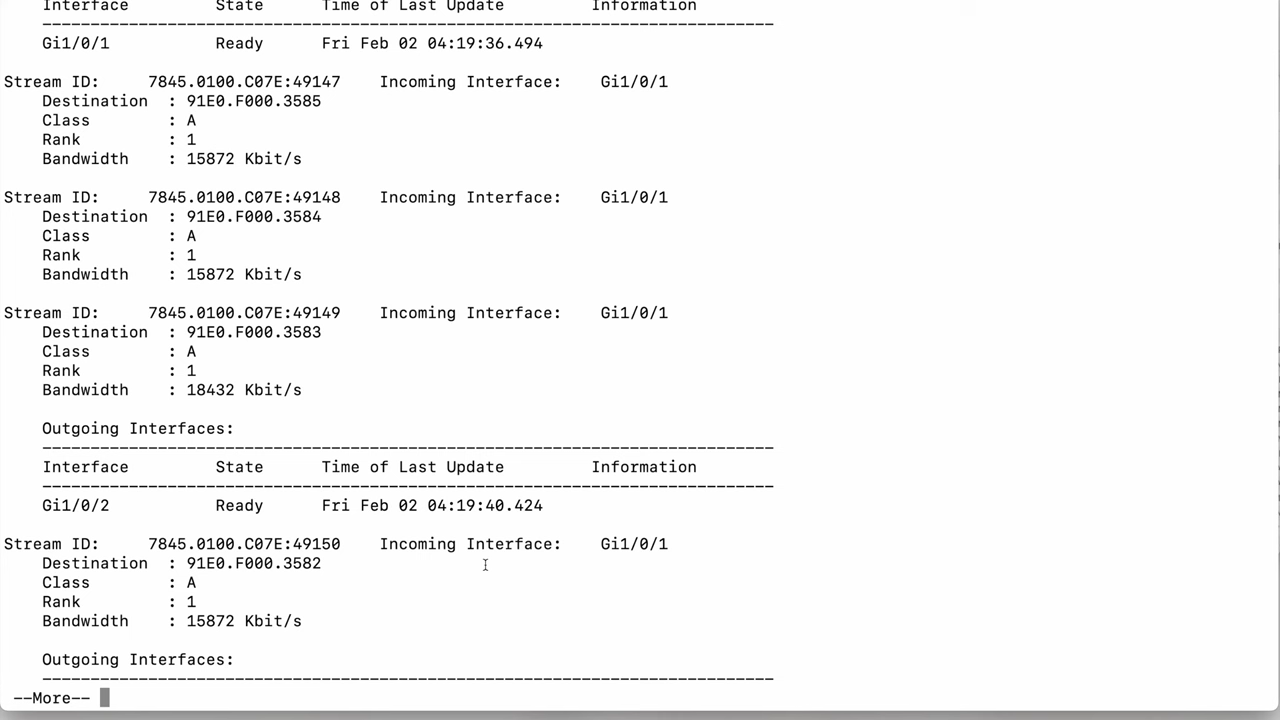 Interface         State      Time of Last Update         Information
----------------------------------------------------------------------------
Gi1/0/1           Ready      Fri Feb 02 04:19:36.494
Stream ID:     7845.0100.C07E:49147    Incoming Interface:    Gi1/0/1
Destination  : 91E0.F000.3585
Class        : A
Rank         : 1
Bandwidth    : 15872 Kbit/s
Stream ID:     7845.0100.C07E:49148    Incoming Interface:    Gi1/0/1
Destination  : 91E0.F000.3584
Class        : A
Rank         : 1
Bandwidth    : 15872 Kbit/s
Stream ID:     7845.0100.C07E:49149    Incoming Interface:    Gi1/0/1
Destination  : 91E0.F000.3583
Class        : A
Rank         : 1
Bandwidth    : 18432 Kbit/s
Outgoing Interfaces:
----------------------------------------------------------------------------
Interface         State      Time of Last Update         Information
----------------------------------------------------------------------------
Gi1/0/2           Ready      Fri Feb 02 04:19:40.424
Stream ID:     7845.0100.C07E:49150    Incoming Interface:    Gi1/0/1
Destination  : 91E0.F000.3582
Class        : A
Rank         : 1
Bandwidth    : 15872 Kbit/s
Outgoing Interfaces:
----------------------------------------------------------------------------
--More--